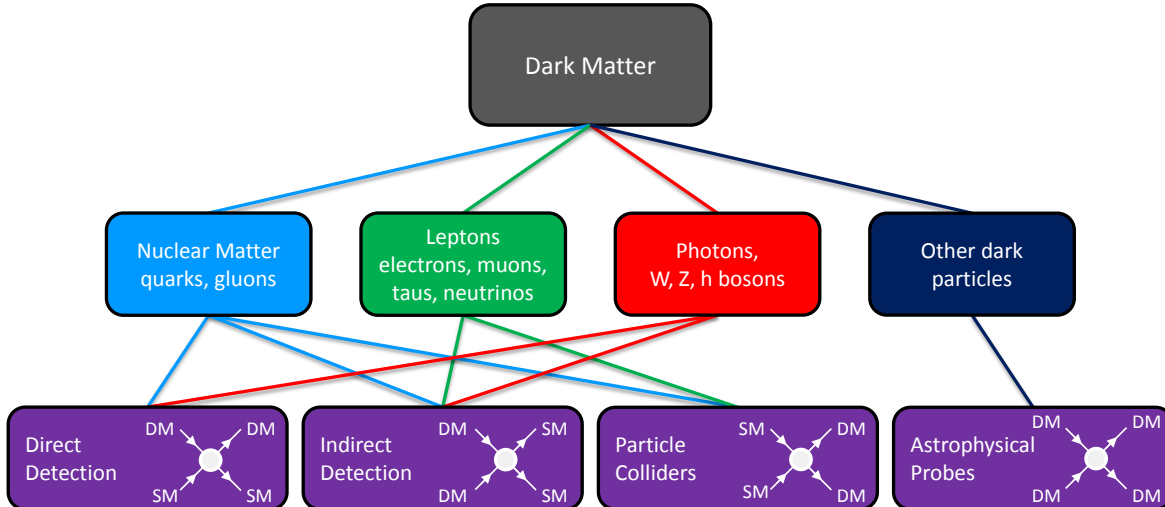 Dark Matter
Nuclear Matter
quarks, gluons
Leptons
electrons, muons,
taus, neutrinos
Photons,
W, Z, h bosons
Other dark
particles
Direct
Detection
DM
DM
SM
SM
Indirect
Detection
DM
SM
DM
SM
Particle
Colliders
SM
DM
SM
DM
Astrophysical
Probes
DM
DM
DM
DM